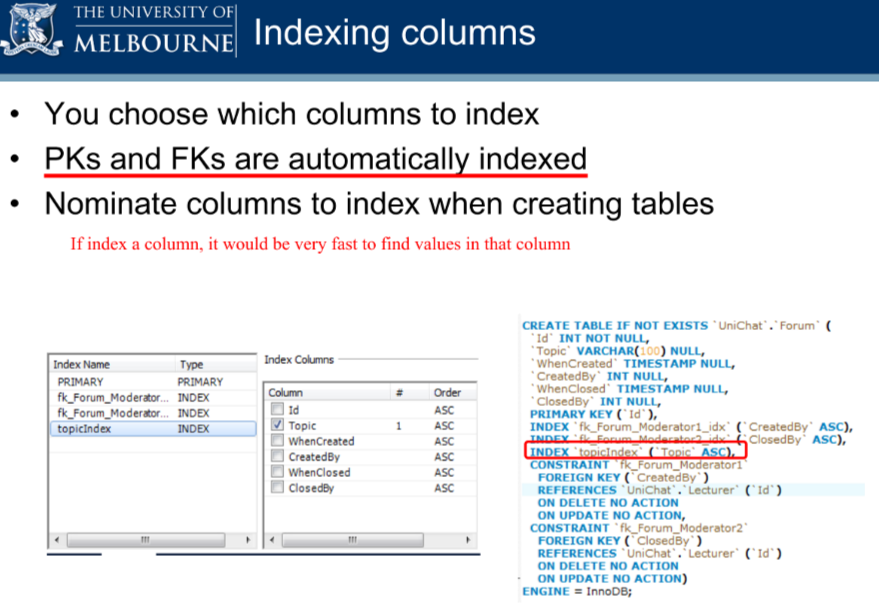 THE UNIVERSITY OF
MELBOURNE
Indexing columns
• You choose which columns to index
• PKs and FKs are automatically indexed
• Nominate columns to index when creating tables
If index a column, it would be very fast to find values in that column
Index Name Type
PRIMARY PRIMARY
fk_Forum_Moderator... INDEX
fk_Forum_Moderator... INDEX
topicIndex INDEX
Index Columns
Column # Order
Id ASC
Topic 1 ASC
WhenCreated ASC
CreatedBy ASC
WhenClosed ASC
ClosedBy ASC
CREATE TABLE IF NOT EXISTS `UniChat`.`Forum` (
`Id` INT NOT NULL,
`Topic` VARCHAR(100) NULL,
`WhenCreated` TIMESTAMP NULL,
`CreatedBy` INT NULL,
`WhenClosed` TIMESTAMP NULL,
`ClosedBy` INT NULL,
PRIMARY KEY (`Id`),
INDEX `fk_Forum_Moderator1_idx` (`CreatedBy` ASC),
INDEX `fk_Forum_Moderator2_idx` (`ClosedBy` ASC),
INDEX `topicIndex` (`Topic` ASC),
CONSTRAINT `fk_Forum_Moderator1`
FOREIGN KEY (`CreatedBy`)
REFERENCES `UniChat`.`Lecturer` (`Id`)
ON DELETE NO ACTION
ON UPDATE NO ACTION,
CONSTRAINT `fk_Forum_Moderator2`
FOREIGN KEY (`ClosedBy`)
REFERENCES `UniChat`.`Lecturer` (`Id`)
ON DELETE NO ACTION
ON UPDATE NO ACTION)
ENGINE = InnoDB;